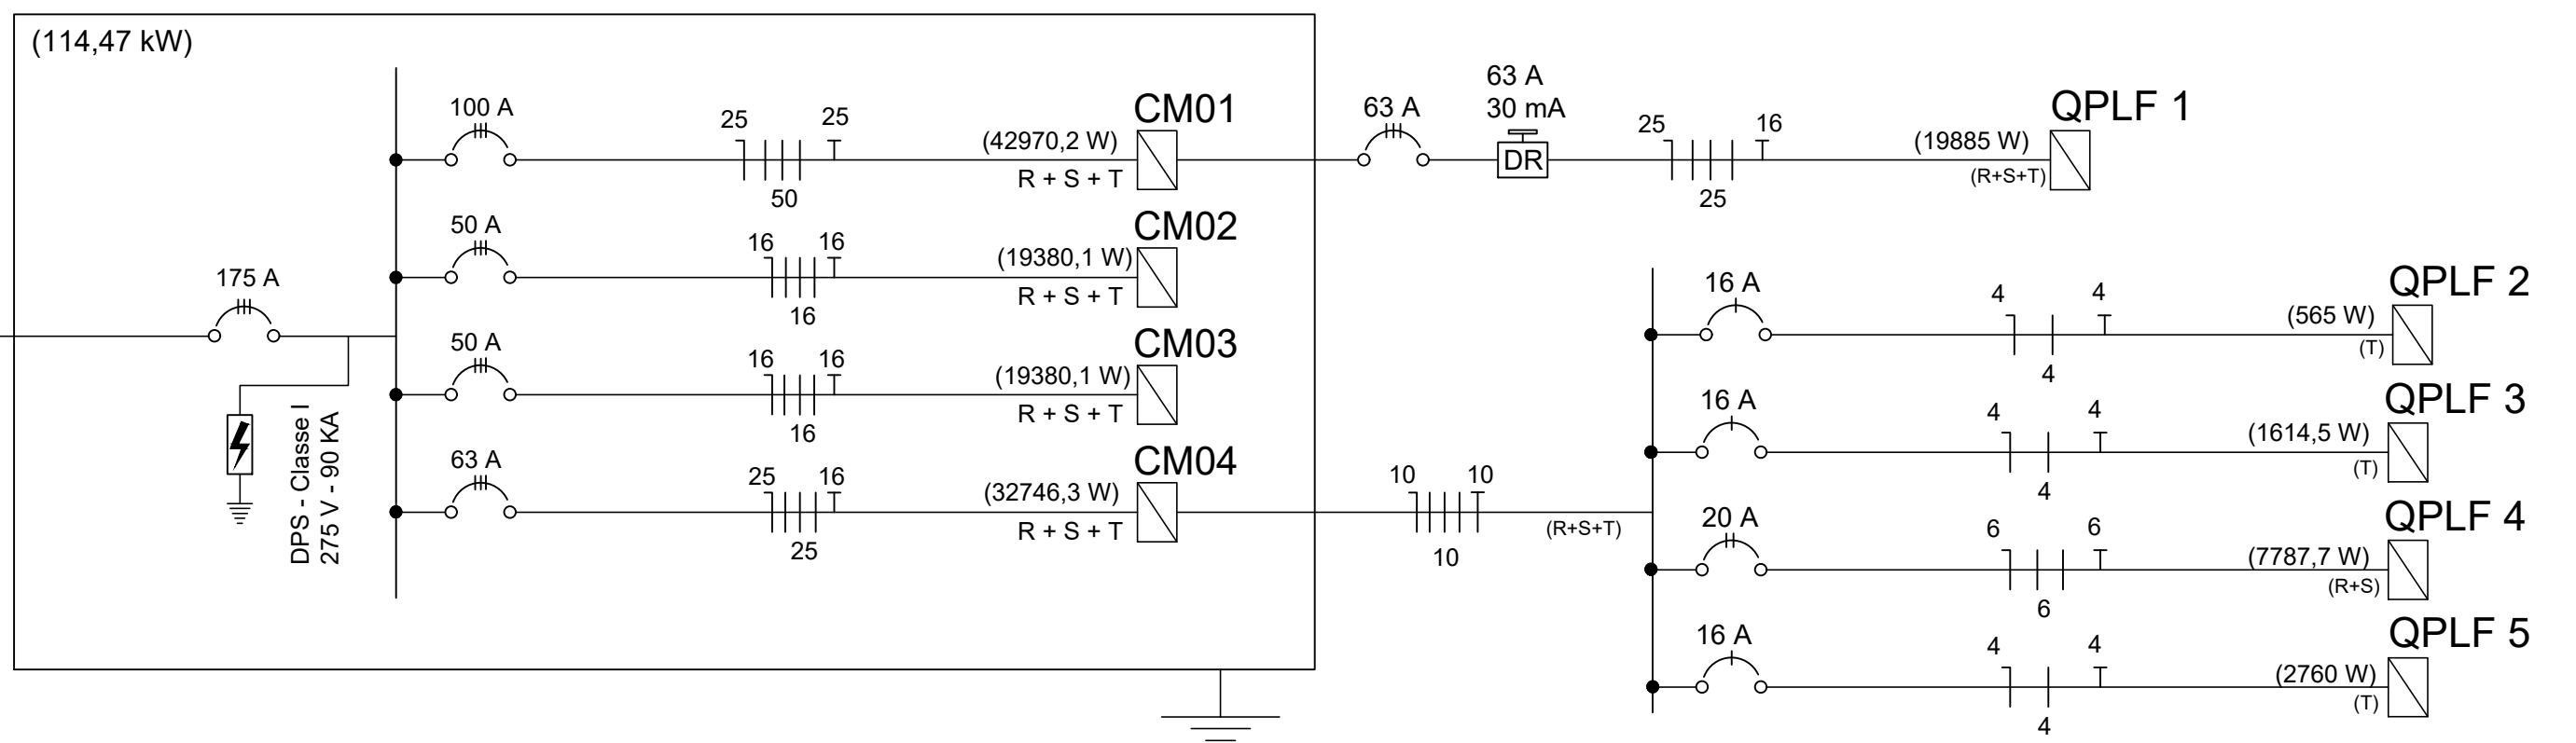 (114,47 kW)
175 A
DPS - Classe I
275 V - 90 KA
100 A
25
25
50
(42970,2 W)
R + S + T
CM01
50 A
16
16
16
(19380,1 W)
R + S + T
CM02
50 A
16
16
16
(19380,1 W)
R + S + T
CM03
63 A
25
16
25
(32746,3 W)
R + S + T
CM04
63 A
63 A
30 mA
DR
25
16
25
(19885 W)
(R+S+T)
QPLF 1
10
10
10
(R+S+T)
16 A
4
4
4
(565 W)
(T)
QPLF 2
16 A
4
4
4
(1614,5 W)
(T)
QPLF 3
20 A
6
6
6
(7787,7 W)
(R+S)
QPLF 4
16 A
4
4
4
(2760 W)
(T)
QPLF 5